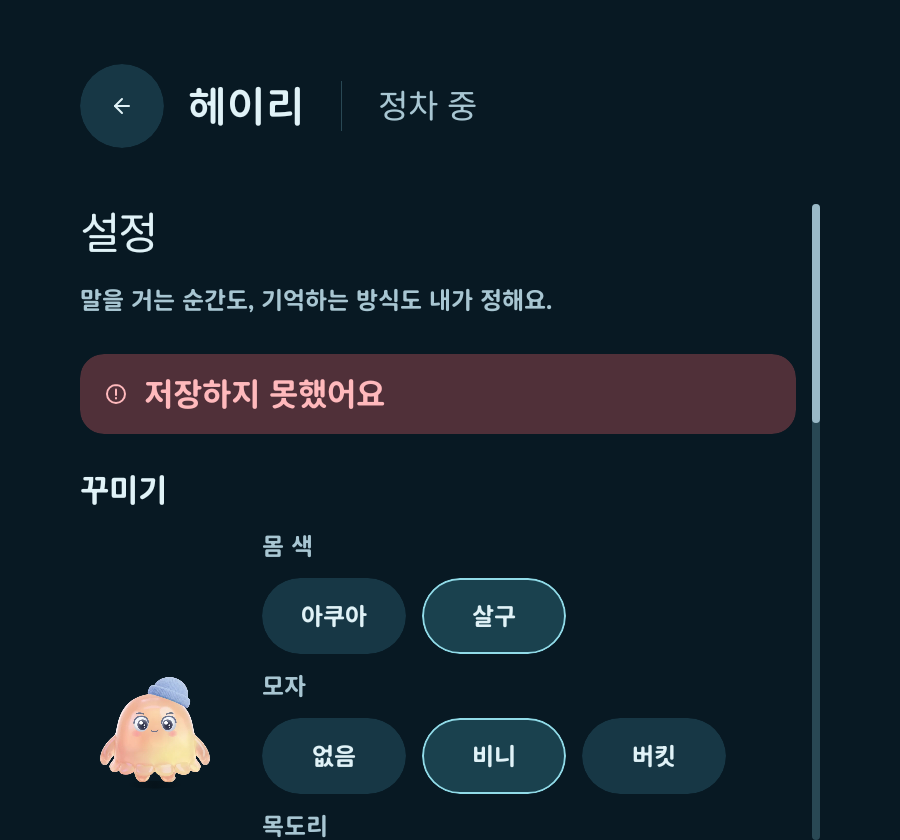 헤이리
정차 중
설정
말을 거는 순간도, 기억하는 방식도 내가 정해요.
저장하지 못했어요
꾸미기
몸 색
아쿠아 살구
모자
없음 비니 버킷
목도리